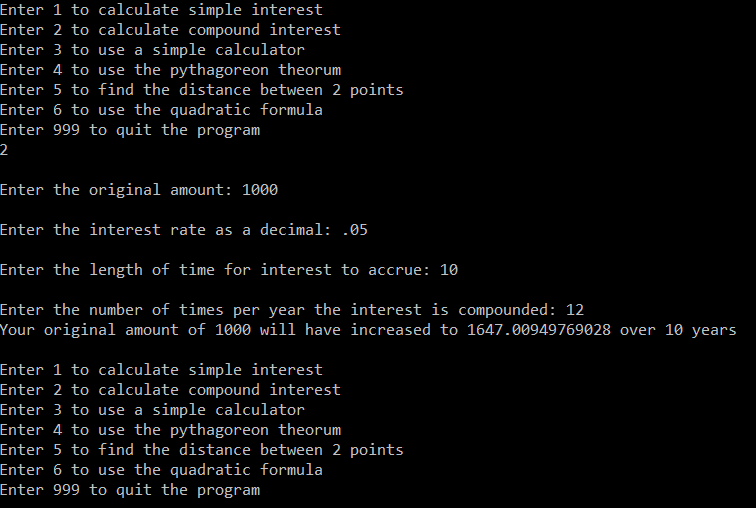 Enter 1 to calculate simple interest
Enter 2 to calculate compound interest
Enter 3 to use a simple calculator
Enter 4 to use the pythagoreon theorum
Enter 5 to find the distance between 2 points
Enter 6 to use the quadratic formula
Enter 999 to quit the program
2
Enter the original amount: 1000
Enter the interest rate as a decimal: .05
Enter the length of time for interest to accrue: 10
Enter the number of times per year the interest is compounded: 12
Your original amount of 1000 will have increased to 1647.00949769028 over 10 years
Enter 1 to calculate simple interest
Enter 2 to calculate compound interest
Enter 3 to use a simple calculator
Enter 4 to use the pythagoreon theorum
Enter 5 to find the distance between 2 points
Enter 6 to use the quadratic formula
Enter 999 to quit the program